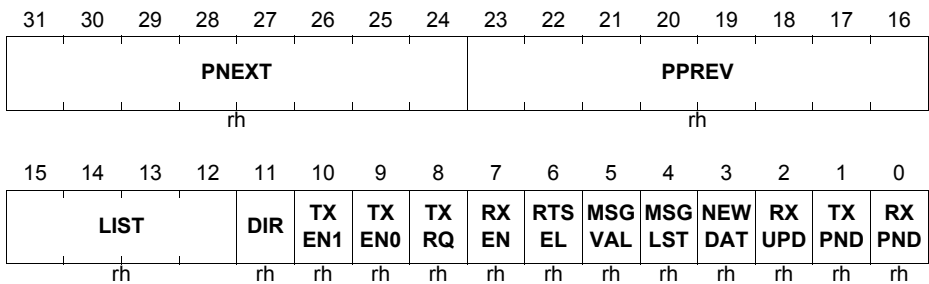 31 30 29 28 27 26 25 24 23 22 21 20 19 18 17 16
PNEXT PPREV
rh rh
15 14 13 12 11 10 9 8 7 6 5 4 3 2 1 0
LIST DIR TX EN1 TX EN0 TX RQ RX EN RTS EL MSG VAL MSG LST NEW DAT RX UPD TX PND RX PND
rh rh rh rh rh rh rh rh rh rh rh rh rh